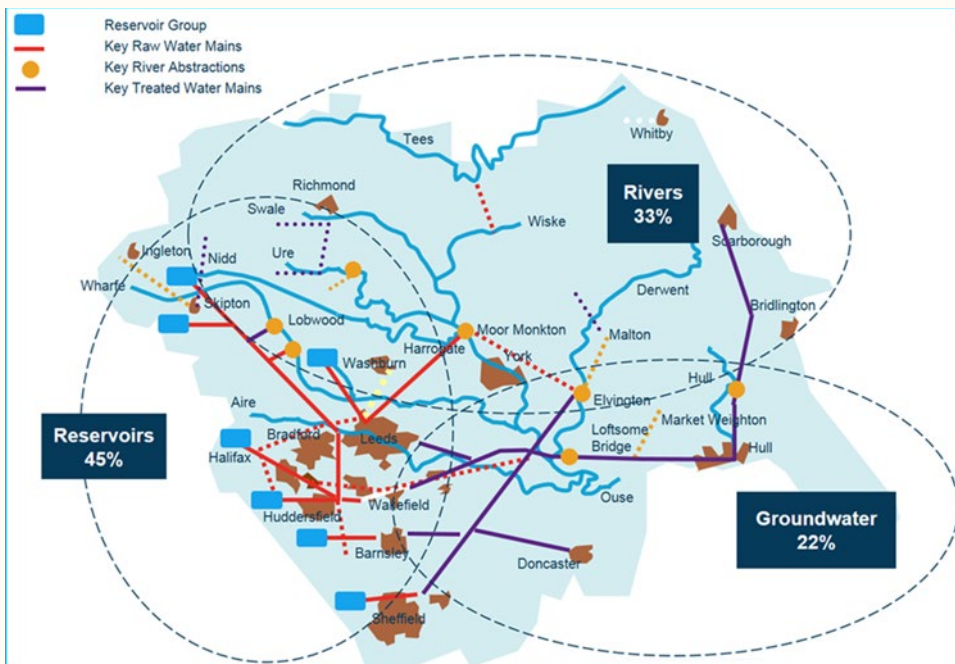 Reservoir Group
Key Raw Water Mains
Key River Abstractions
Key Treated Water Mains
Tees
Whitby
Richmond
Rivers
33%
Swale
Wiske
Scarborough
Ingleton
Nidd
Ure
Wharfe
Derwent
Skipton
Bridlington
Lobwood
Moor Monkton
Malton
Harrogate
York
Washburn
Hull
Aire
Elvington
Market Weighton
Reservoirs
45%
Bradford
Leeds
Loftsome
Bridge
Hull
Halifax
Ouse
Wakefield
Huddersfield
Groundwater
22%
Barnsley
Doncaster
Sheffield